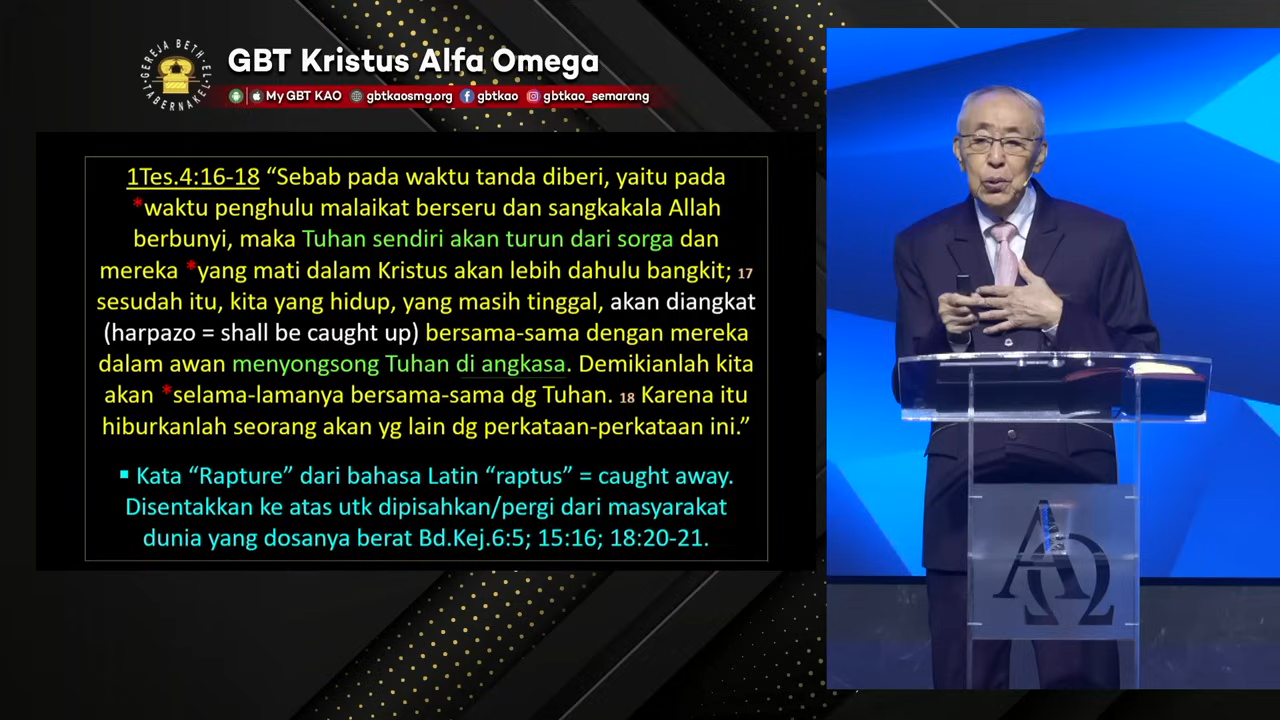 GEREJA BETH-EL
TABERNAKEL
GBT Kristus Alfa Omega
My GBT KAO gbtkaosmg.org gbtkao gbtkao_semarang
1Tes.4:16-18 “Sebab pada waktu tanda diberi, yaitu pada
*waktu penghulu malaikat berseru dan sangkakala Allah
berbunyi, maka Tuhan sendiri akan turun dari sorga dan
mereka *yang mati dalam Kristus akan lebih dahulu bangkit; 17
sesudah itu, kita yang hidup, yang masih tinggal, akan diangkat
(harpazo = shall be caught up) bersama-sama dengan mereka
dalam awan menyongsong Tuhan di angkasa. Demikianlah kita
akan *selama-lamanya bersama-sama dg Tuhan. 18 Karena itu
hiburkanlah seorang akan yg lain dg perkataan-perkataan ini.”
▪ Kata “Rapture” dari bahasa Latin “raptus” = caught away.
Disentakkan ke atas utk dipisahkan/pergi dari masyarakat
dunia yang dosanya berat Bd.Kej.6:5; 15:16; 18:20-21.
ΑΩ